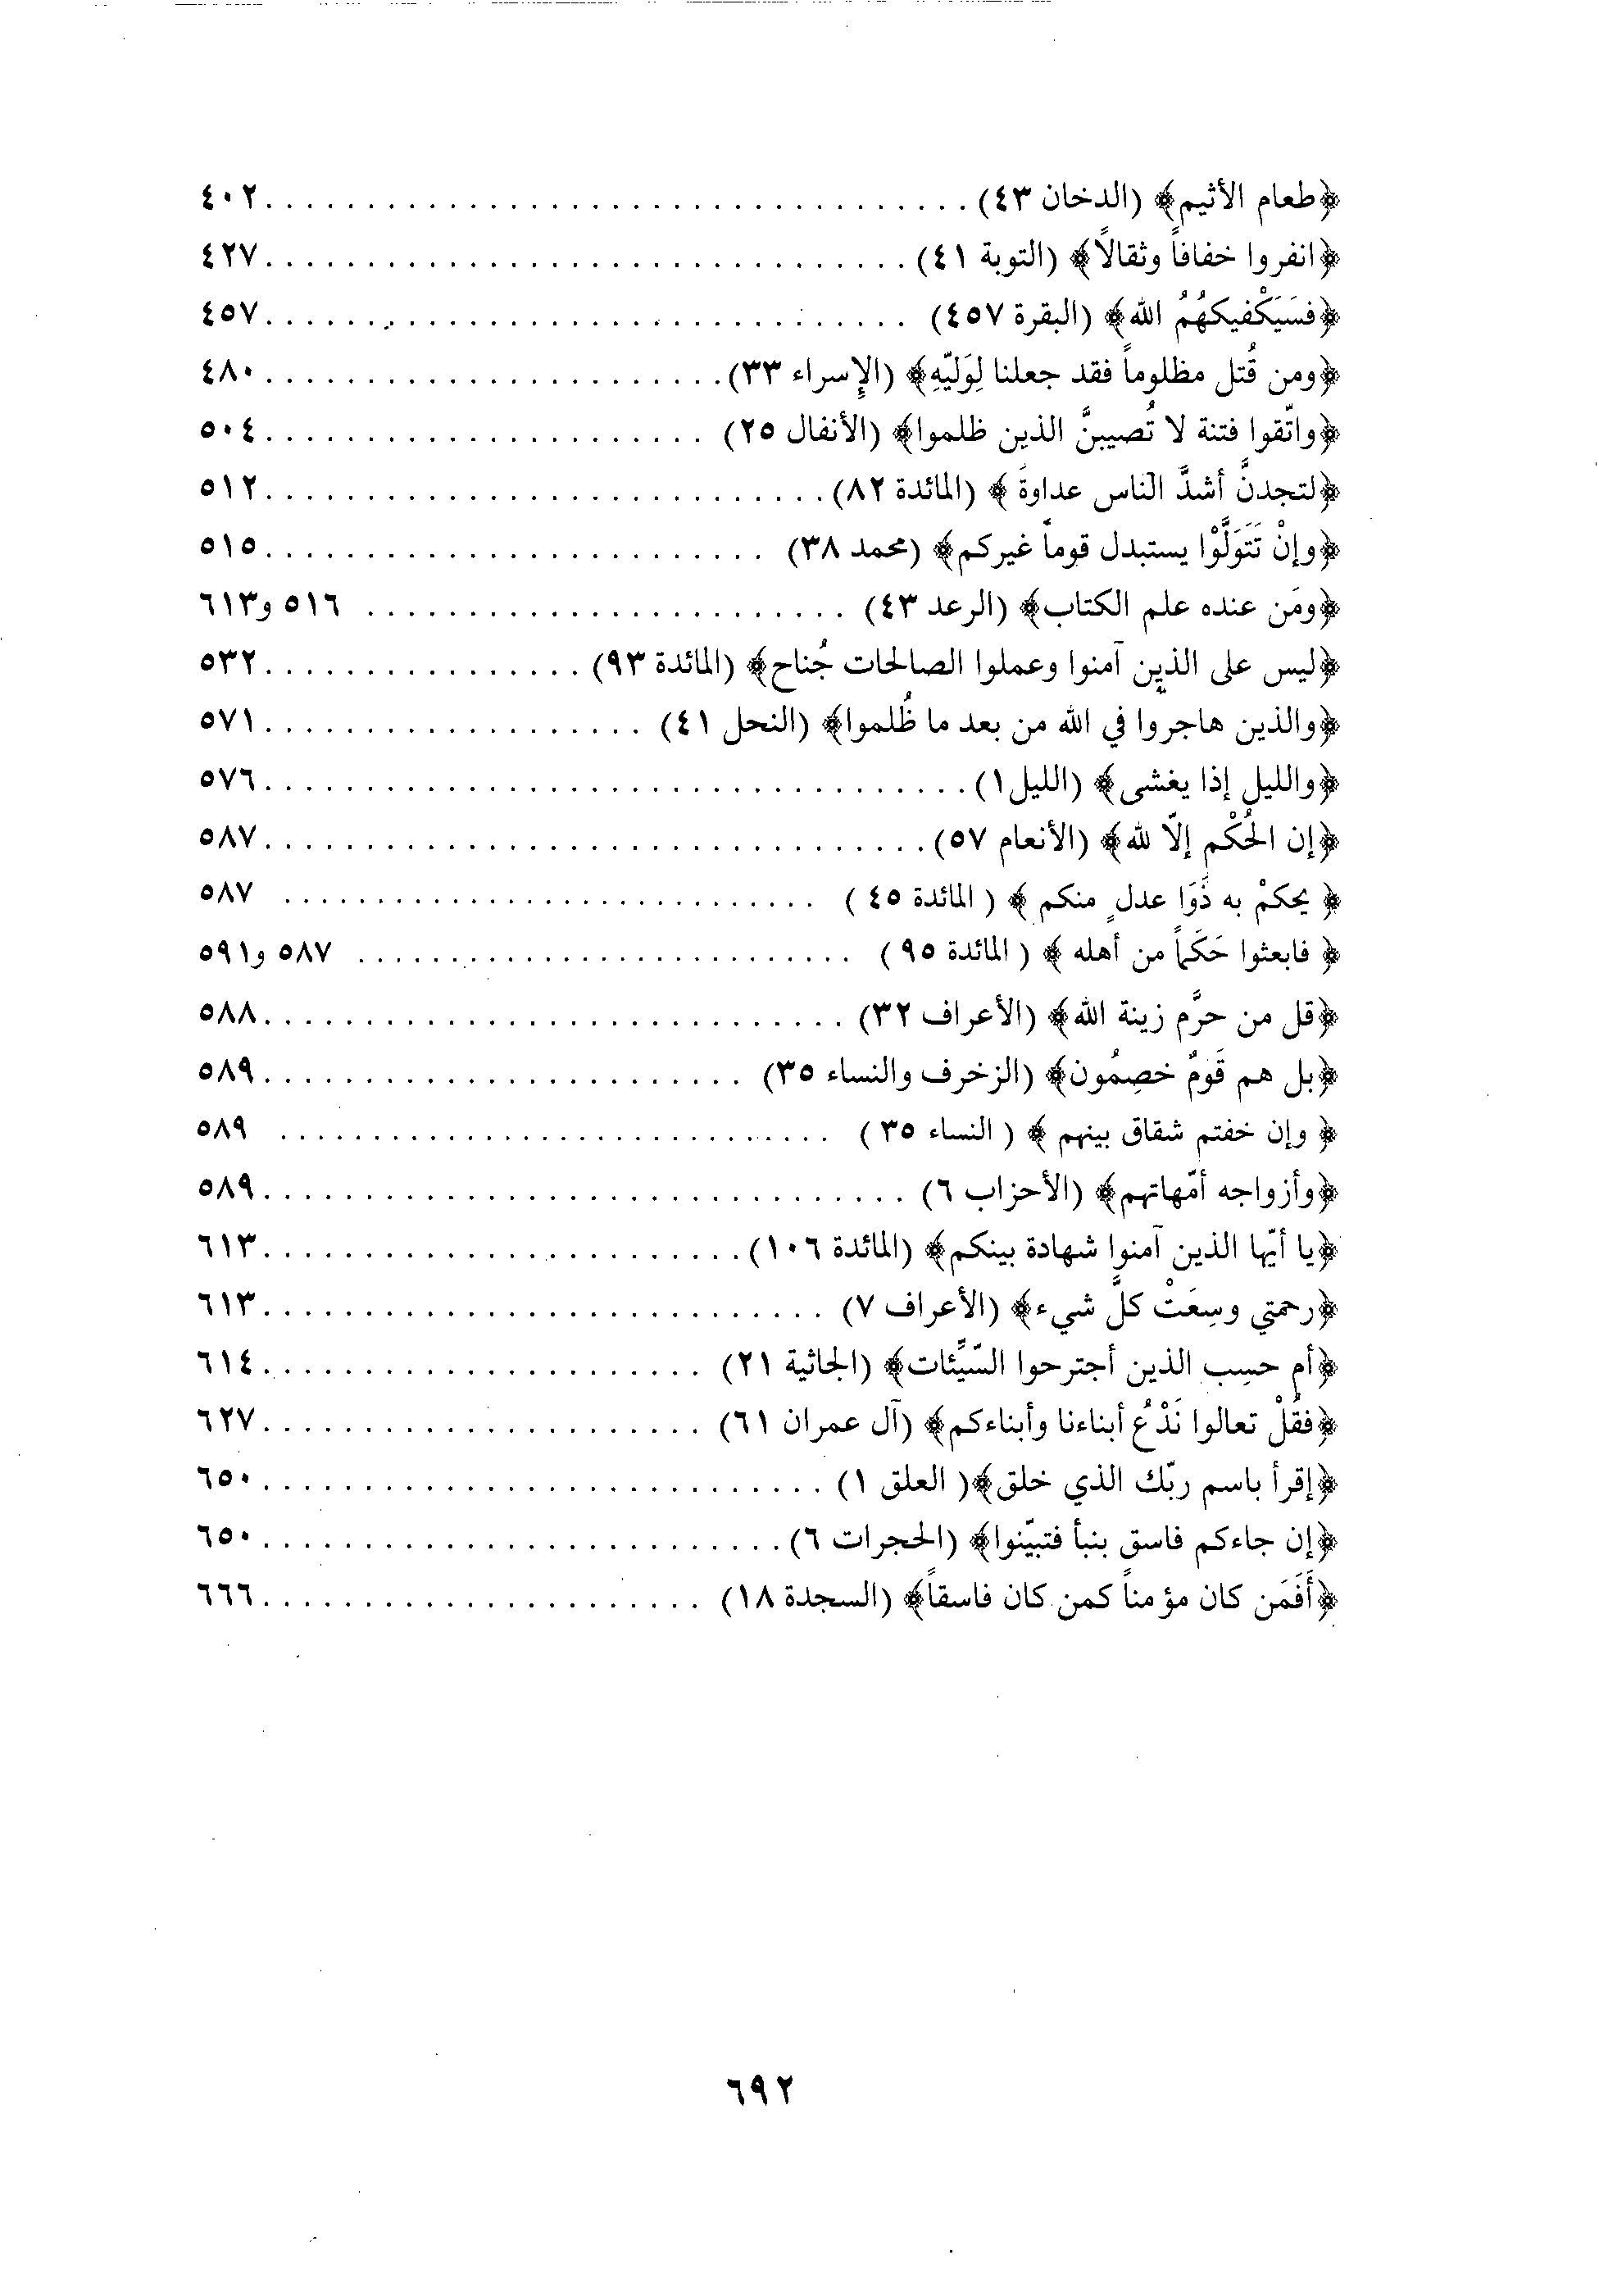 ﴿طعام الأثيم﴾ (الدخان ٤٣) ........ ٤٠٢
﴿انفروا خفافاً وثقالاً﴾ (التوبة ٤١) ........ ٤٢٧
﴿فسَيَكْفيكهُمُ الله﴾ (البقرة ٤٥٧) ........ ٤٥٧
﴿ومن قُتل مظلوماً فقد جعلنا لِوَليّهِ﴾ (الإسراء ٣٣) ........ ٤٨٠
﴿واتّقوا فتنة لا تُصيبنَّ الذين ظلموا﴾ (الأنفال ٢٥) ........ ٥٠٤
﴿لتجدنَّ أشدَّ الناس عداوة﴾ (المائدة ٨٢) ........ ٥١٢
﴿وإنْ تَتَوَلَّوْا يستبدل قوماً غيركم﴾ (محمد ٣٨) ........ ٥١٥
﴿ومَن عنده علم الكتاب﴾ (الرعد ٤٣) ........ ٥١٦ و٦١٣
﴿ليس على الذين آمنوا وعملوا الصالحات جُناح﴾ (المائدة ٩٣) ........ ٥٣٢
﴿والذين هاجروا في الله من بعد ما ظُلموا﴾ (النحل ٤١) ........ ٥٧١
﴿والليل إذا يغشى﴾ (الليل١) ........ ٥٧٦
﴿إن الحُكْم إلّا لله﴾ (الأنعام ٥٧) ........ ٥٨٧
﴿ يحكمْ به ذَوَا عدلٍ منكم ﴾ ( المائدة ٤٥ ) ........ ٥٨٧
﴿ فابعثوا حَكَماً من أهله ﴾ ( المائدة ٩٥ ) ........ ٥٨٧ و٥٩١
﴿قل من حرَّم زينة الله﴾ (الأعراف ٣٢) ........ ٥٨٨
﴿بل هم قَومٌ خصِمُون﴾ (الزخرف والنساء ٣٥) ........ ٥٨٩
﴿ وإن خفتم شقاق بينهم ﴾ ( النساء ٣٥ ) ........ ٥٨٩
﴿وأزواجه أمّهاتهم﴾ (الأحزاب ٦) ........ ٥٨٩
﴿يا أيّها الذين آمنوا شهادة بينكم﴾ (المائدة ١٠٦) ........ ٦١٣
﴿رحمتي وسِعَتْ كلَّ شيء﴾ (الأعراف ٧) ........ ٦١٣
﴿أم حسِب الذين أجترحوا السّيِّئات﴾ (الجاثية ٢١) ........ ٦١٤
﴿فقُلْ تعالوا نَدْعُ أبناءنا وأبناءكم﴾ (آل عمران ٦١) ........ ٦٢٧
﴿إقرأ باسم ربّك الذي خلق﴾( العلق ١) ........ ٦٥٠
﴿إن جاءكم فاسق بنبأ فتبيّنوا﴾ (الحجرات ٦) ........ ٦٥٠
﴿أَفَمَن كان مؤمناً كمن كان فاسقاً﴾ (السجدة ١٨) ........ ٦٦٦
٦٩٢